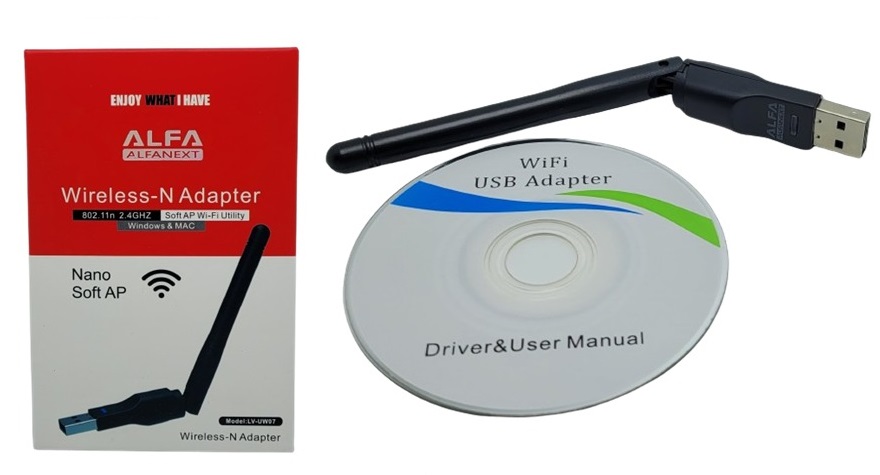 ENJOY WHAT I HAVE
ALFA
ALFANEXT
Wireless-N Adapter
802.11n 2.4GHZ Soft AP Wi-Fi Utility
Windows & MAC
Nano
Soft AP
Model:LV-UW07
Wireless-N Adapter
WiFi
USB Adapter
Driver&User Manual
ALFA
ALFANEXT